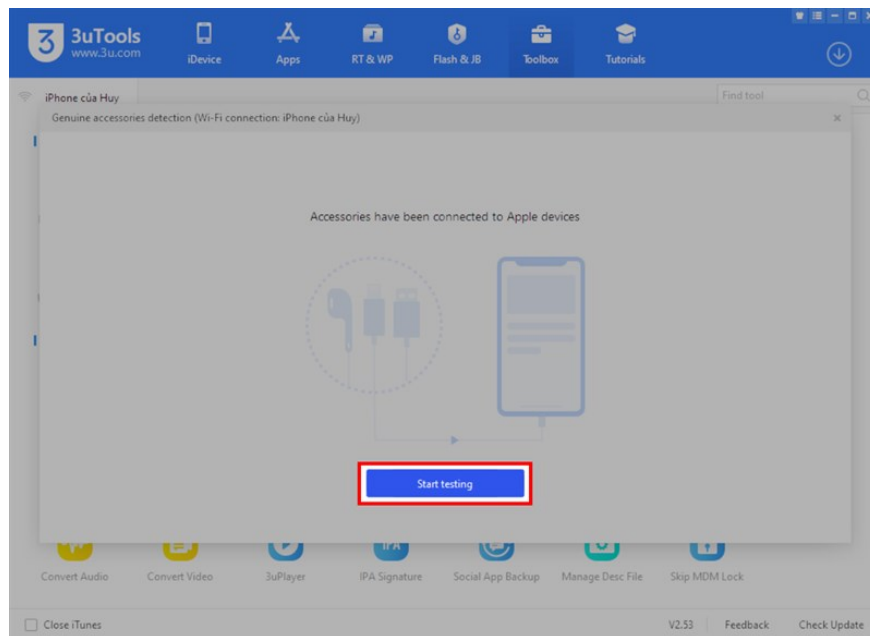 3uTools
www.3u.com
iDevice
Apps
RT & WP
Flash & JB
Toolbox
Tutorials
iPhone của Huy
Find tool
Genuine accessories detection (Wi-Fi connection: iPhone của Huy)
Accessories have been connected to Apple devices
Start testing
Convert Audio
Convert Video
3uPlayer
IPA Signature
Social App Backup
Manage Desc File
Skip MDM Lock
Close iTunes
V2.53
Feedback
Check Update